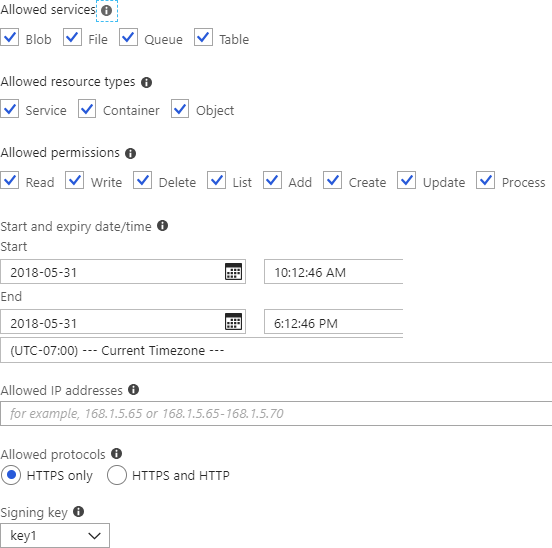 Allowed services
Blob File Queue Table
Allowed resource types
Service Container Object
Allowed permissions
Read Write Delete List Add Create Update Process
Start and expiry date/time
Start
2018-05-31 10:12:46 AM
End
2018-05-31 6:12:46 PM
(UTC-07:00) --- Current Timezone ---
Allowed IP addresses
for example, 168.1.5.65 or 168.1.5.65-168.1.5.70
Allowed protocols
HTTPS only HTTPS and HTTP
Signing key
key1